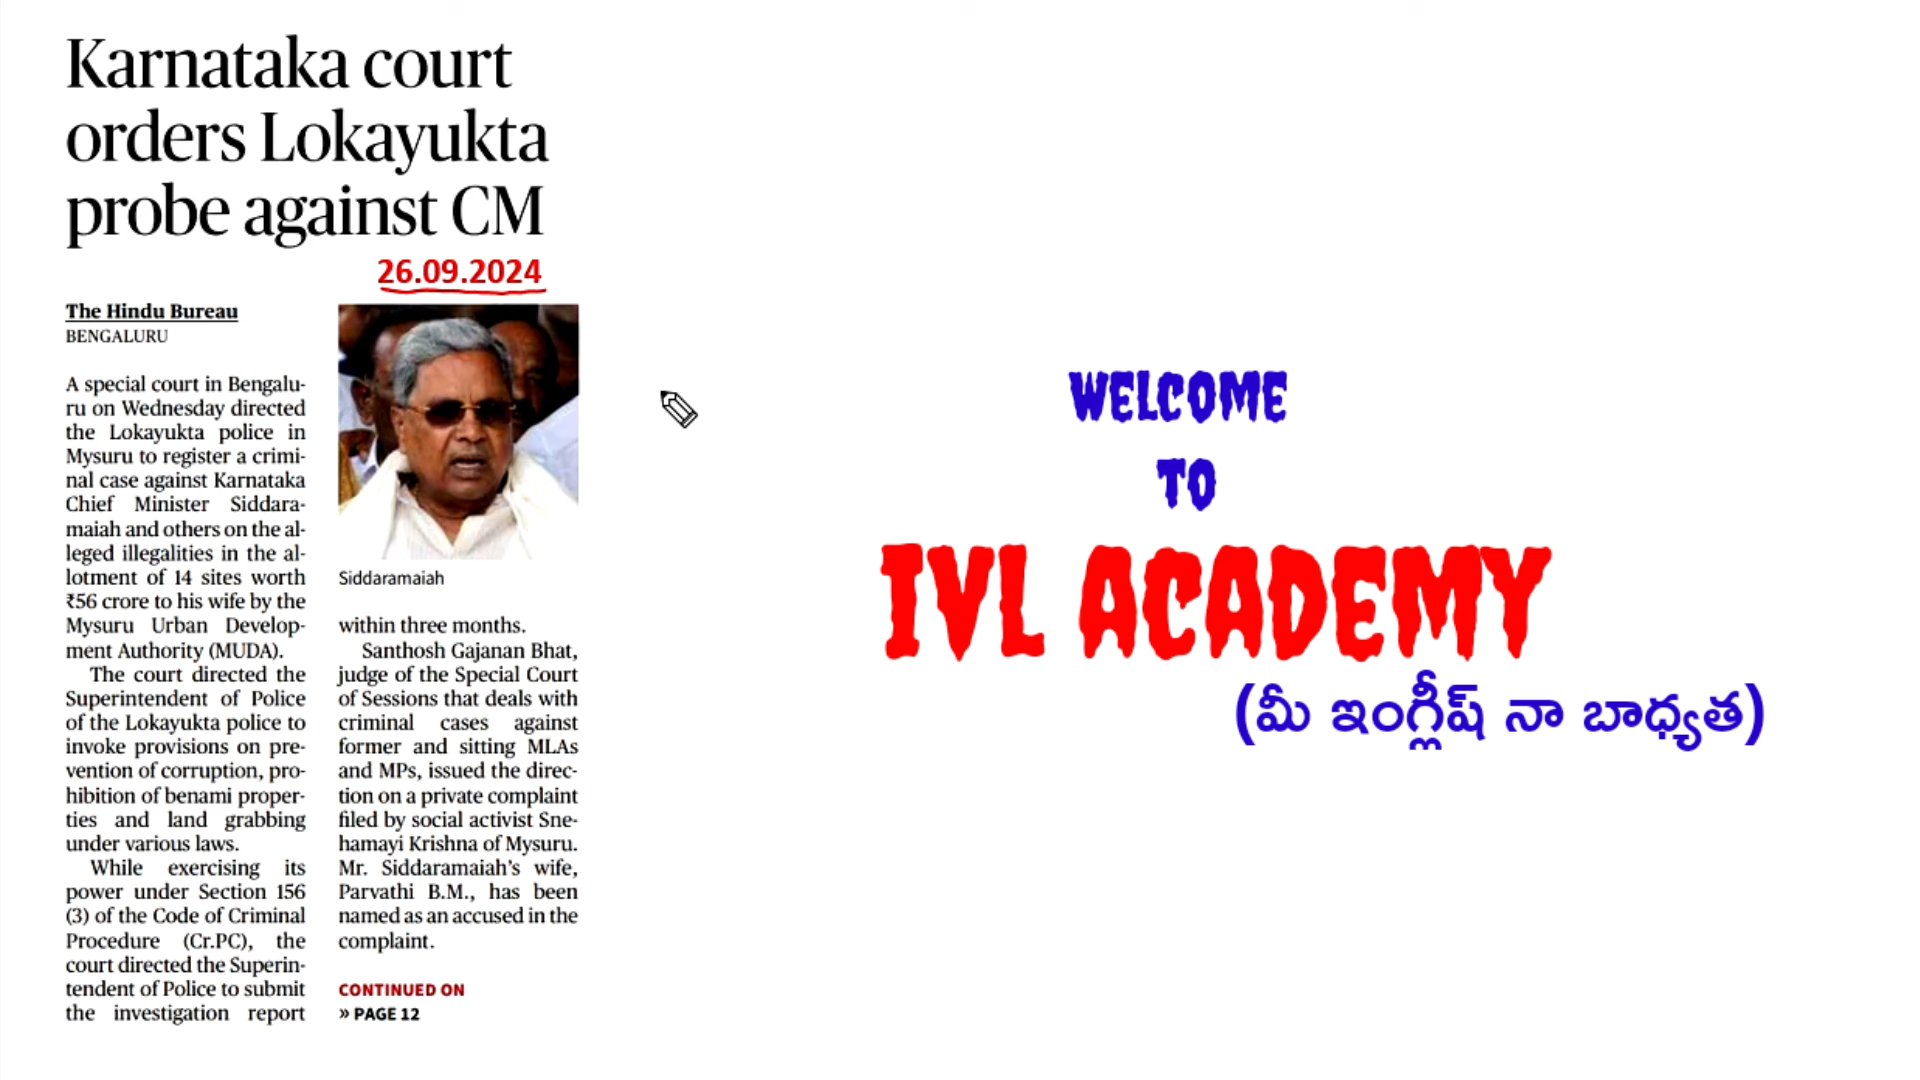 Karnataka court
orders Lokayukta
probe against CM
26.09.2024
The Hindu Bureau
BENGALURU
A special court in Bengalu-
ru on Wednesday directed
the Lokayukta police in
Mysuru to register a crimi-
nal case against Karnataka
Chief Minister Siddara-
maiah and others on the al-
leged illegalities in the al-
lotment of 14 sites worth
₹56 crore to his wife by the
Mysuru Urban Develop-
ment Authority (MUDA).
The court directed the
Superintendent of Police
of the Lokayukta police to
invoke provisions on pre-
vention of corruption, pro-
hibition of benami proper-
ties and land grabbing
under various laws.
While exercising its
power under Section 156
(3) of the Code of Criminal
Procedure (Cr.PC), the
court directed the Superin-
tendent of Police to submit
the investigation report
Siddaramaiah
within three months.
Santhosh Gajanan Bhat,
judge of the Special Court
of Sessions that deals with
criminal cases against
former and sitting MLAs
and MPs, issued the direc-
tion on a private complaint
filed by social activist Sne-
hamayi Krishna of Mysuru.
Mr. Siddaramaiah's wife,
Parvathi B.M., has been
named as an accused in the
complaint.
CONTINUED ON
» PAGE 12
WELCOME
TO
IVL ACADEMY
(మీ ఇంగ్లీష్ నా బాధ్యత)